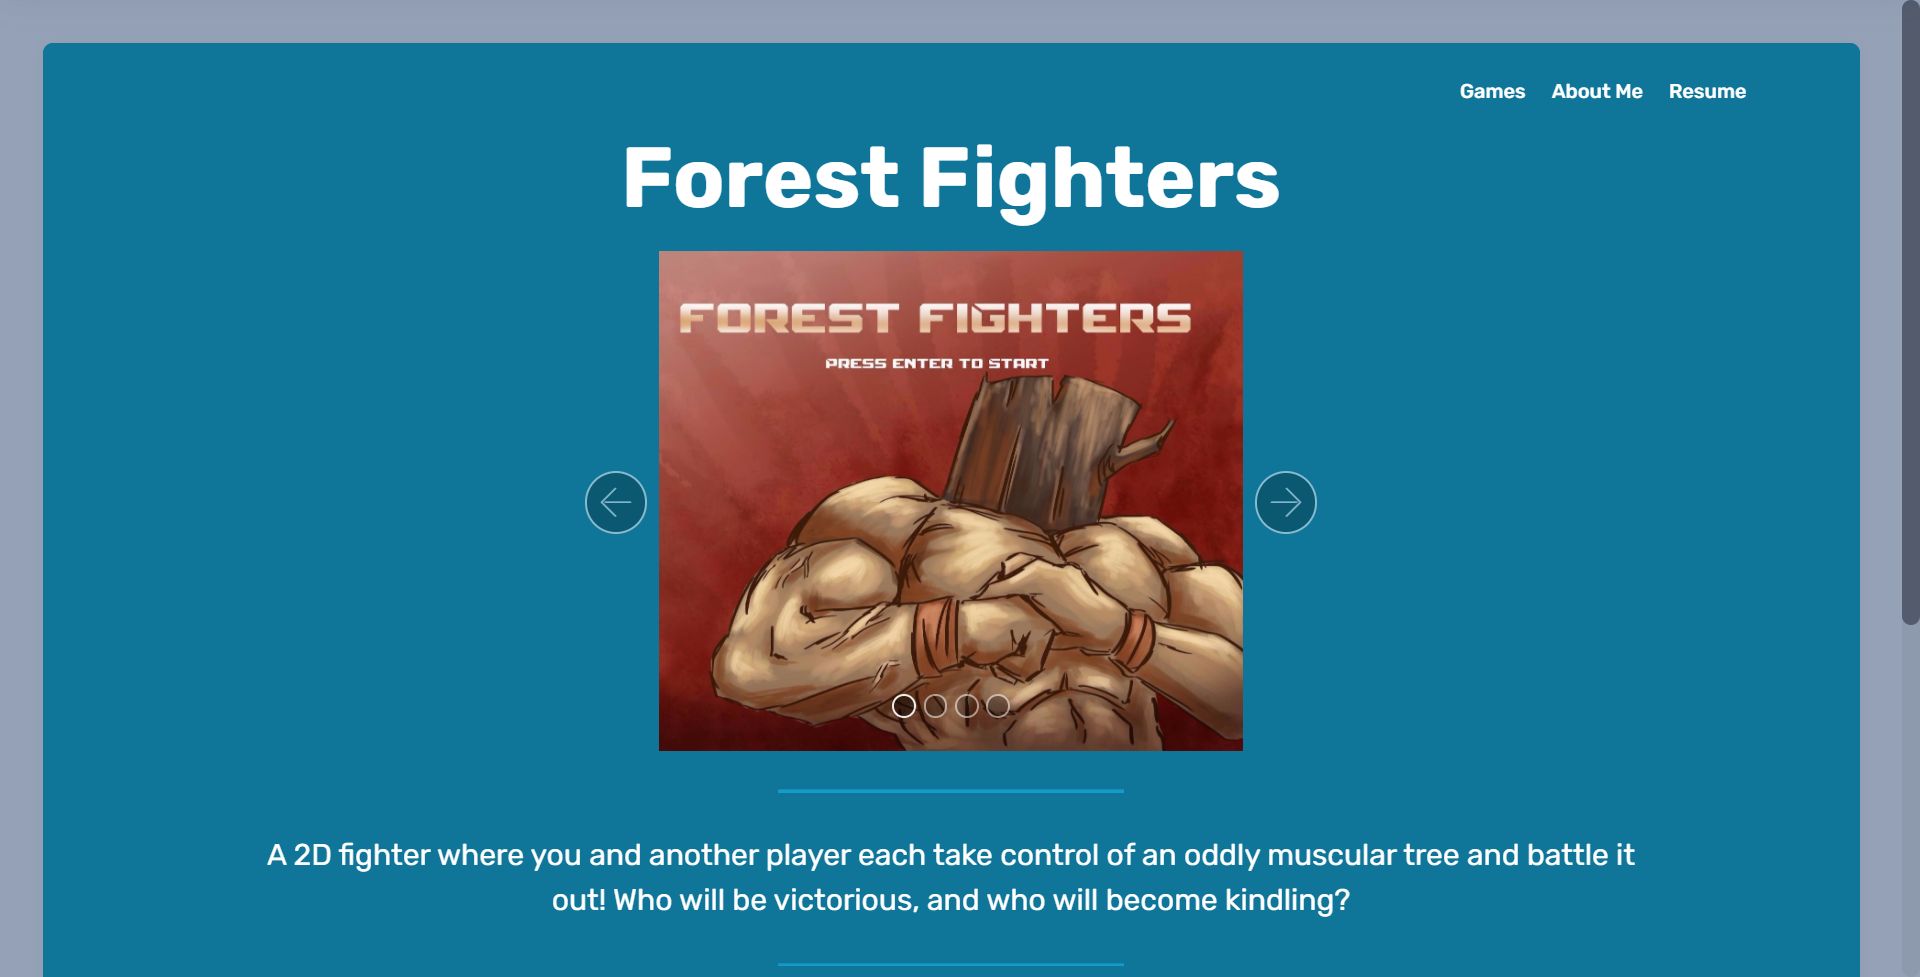 Games About Me Resume
Forest Fighters
FOREST FIGHTERS
PRESS ENTER TO START
A 2D fighter where you and another player each take control of an oddly muscular tree and battle it
out! Who will be victorious, and who will become kindling?